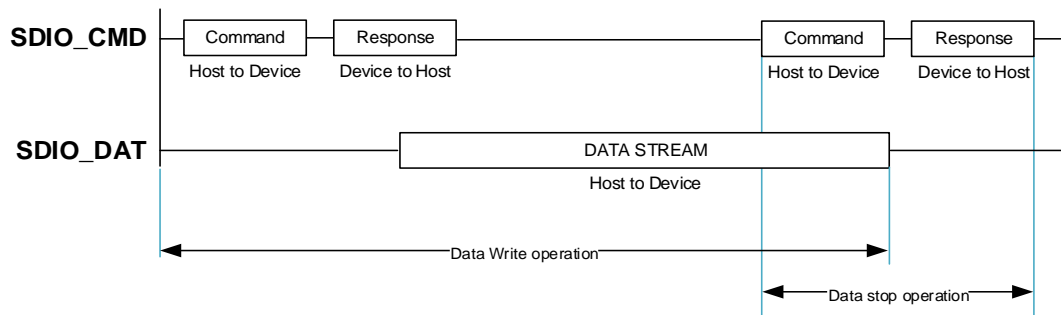 SDIO_CMD
Command
Response
Command
Response
Host to Device
Device to Host
Host to Device
Device to Host
SDIO_DAT
DATA STREAM
Host to Device
Data Write operation
Data stop operation